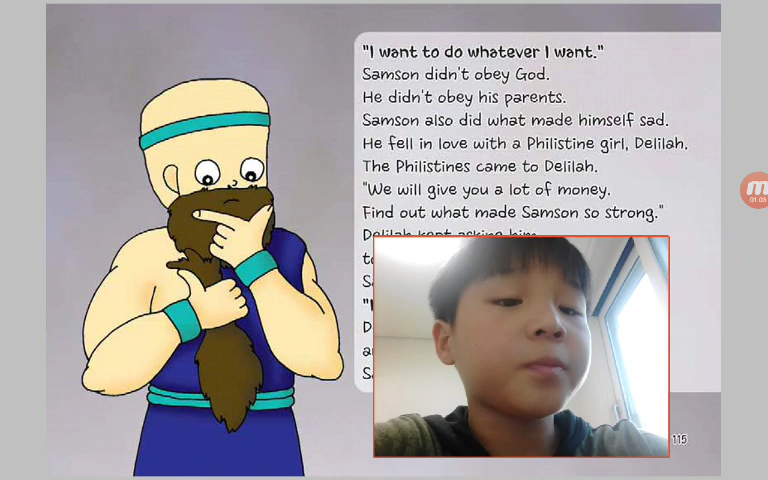 "I want to do whatever I want."
Samson didn't obey God.
He didn't obey his parents.
Samson also did what made himself sad.
He fell in love with a Philistine girl, Delilah.
The Philistines came to Delilah.
"We will give you a lot of money.
Find out what made Samson so strong."
Delilah kept asking him
115
01:03